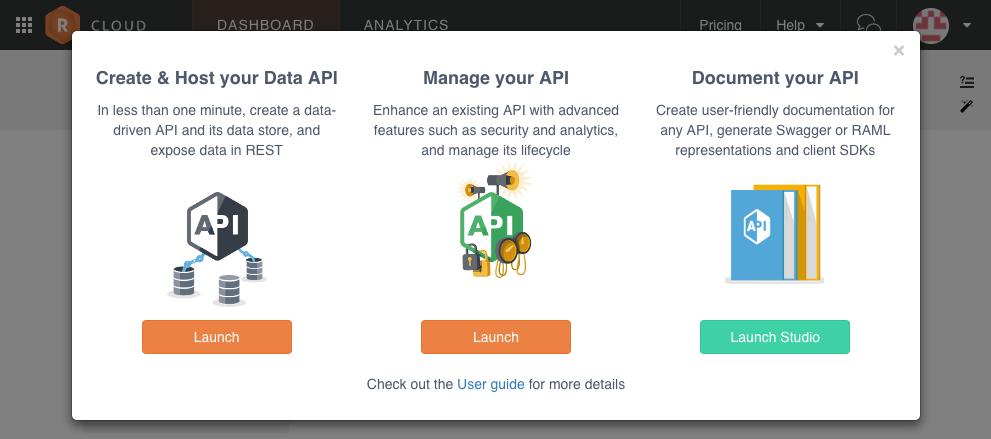 R CLOUD DASHBOARD ANALYTICS Pricing Help
×
Create & Host your Data API
In less than one minute, create a data-
driven API and its data store, and
expose data in REST
API
Launch
Manage your API
Enhance an existing API with advanced
features such as security and analytics,
and manage its lifecycle
API
Launch
Document your API
Create user-friendly documentation for
any API, generate Swagger or RAML
representations and client SDKs
API
Launch Studio
Check out the User guide for more details